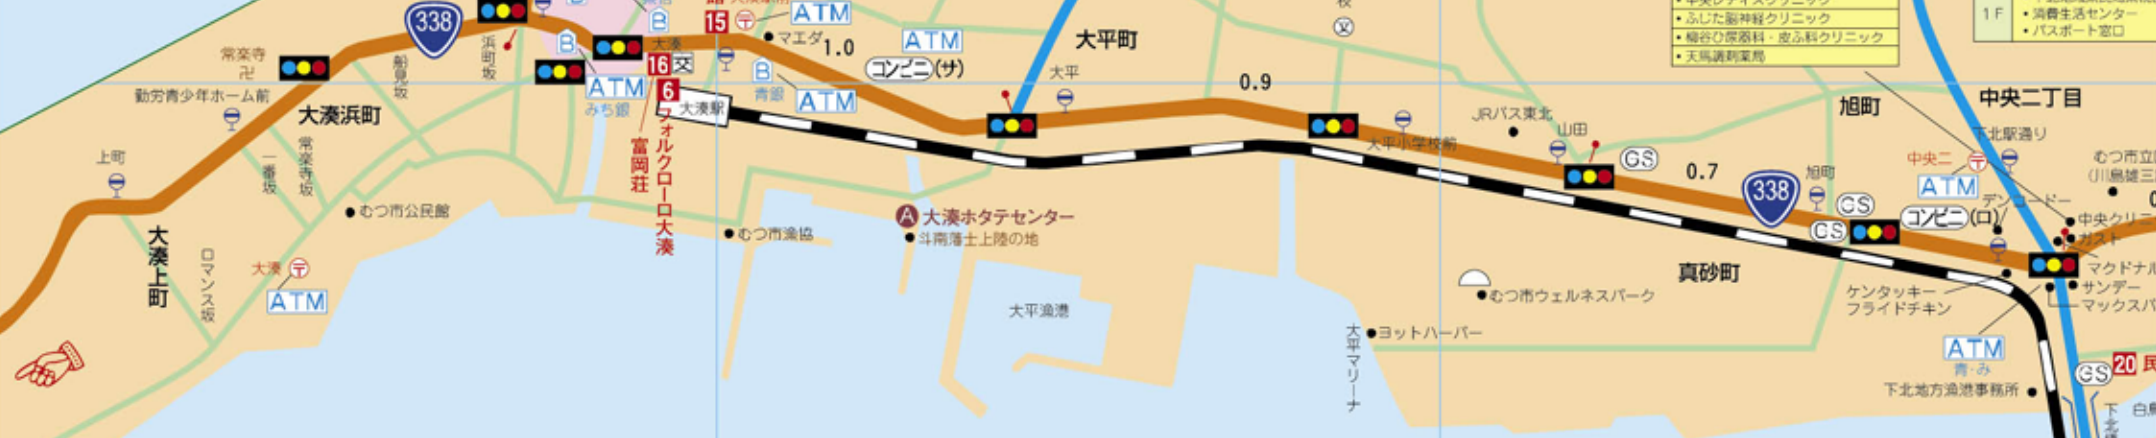 338
浜町坂
15
ATM
マエダ
1.0
ATM
コンビニ(サ)
大平町
大平
0.9
文
・ふじた脳神経クリニック
・柳谷ひ尿器科・皮ふ科クリニック
・天馬調剤薬局
1F
・消費生活センター
・パスポート窓口
常楽寺
勤労青少年ホーム前
船見坂
大湊浜町
B
B
B
大湊
16
交
6
大湊駅
ATM
みち銀
青銀
ATM
フォルクローロ大湊
富岡荘
上町
一番坂
常楽寺坂
むつ市公民館
大湊上町
ロマンス坂
大湊
ATM
むつ市漁協
A
大湊ホタテセンター
斗南藩士上陸の地
大平漁港
大平小学校前
JRバス東北
山田
GS
0.7
338
旭町
旭町
GS
GS
中央二丁目
下北駅通り
中央二
ATM
デンコードー
コンビニ(ロ)
むつ市立
(川島雄三
中央クリニ
ガスト
マクドナル
サンデー
マックスバ
ケンタッキー
フライドチキン
真砂町
むつ市ウェルネスパーク
ヨットハーバー
大平マリーナ
ATM
青・み
下北地方漁港事務所
GS
20
民
白鳥